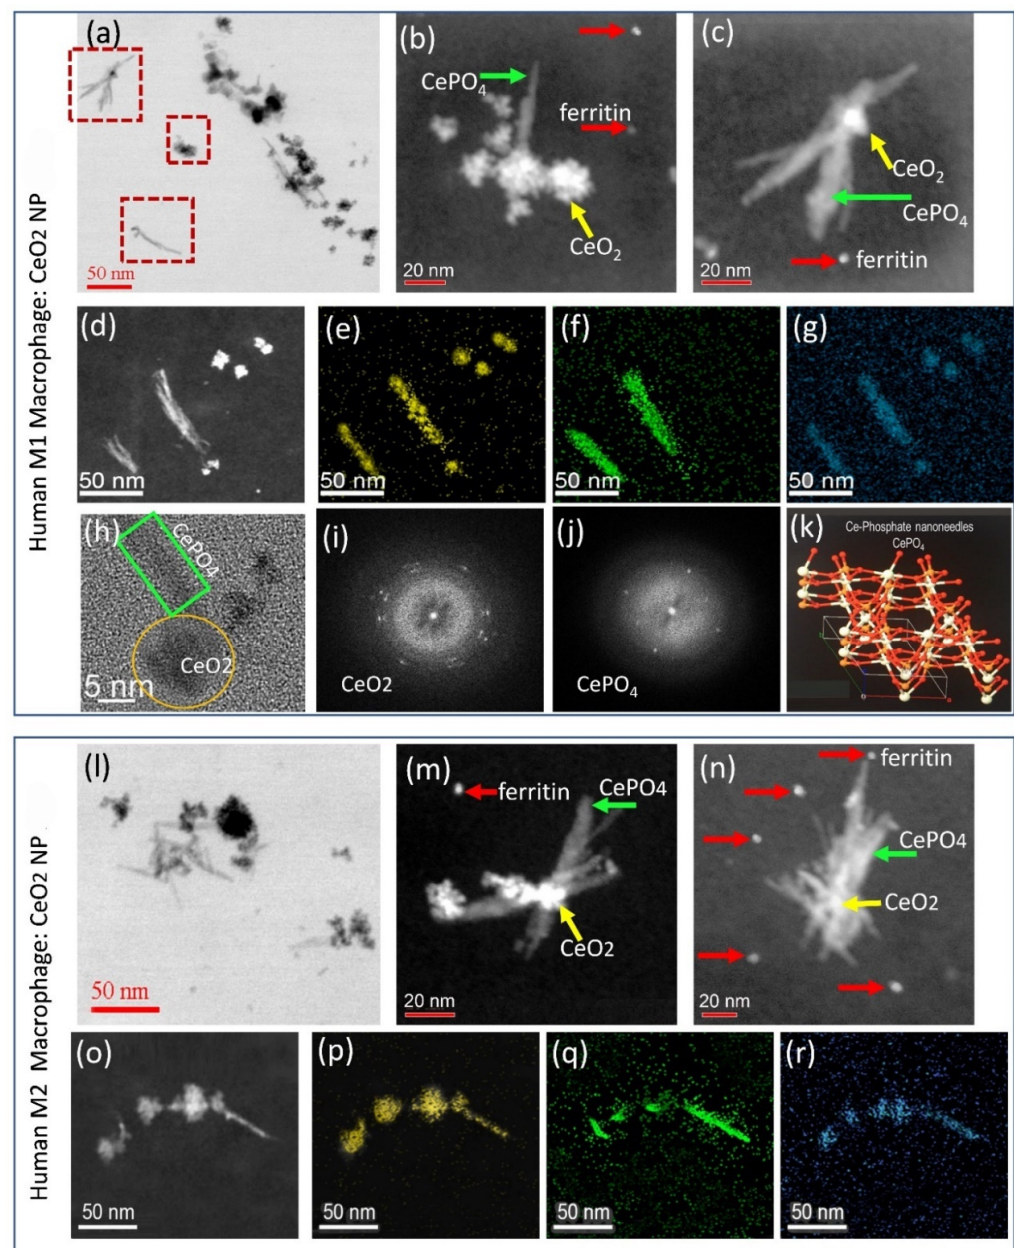 Human M1 Macrophage: CeO2 NP
(a)
50 nm
(b)
CePO4
ferritin
CeO2
20 nm
(c)
CeO2
CePO4
ferritin
20 nm
(d)
50 nm
(e)
50 nm
(f)
50 nm
(g)
50 nm
(h)
CePO4
CeO2
5 nm
(i)
CeO2
(j)
CePO4
(k)
Ce-Phosphate nanoneedles
CePO4
Human M2 Macrophage: CeO2 NP
(l)
50 nm
(m)
ferritin
CePO4
CeO2
20 nm
(n)
ferritin
CePO4
CeO2
20 nm
(o)
50 nm
(p)
50 nm
(q)
50 nm
(r)
50 nm